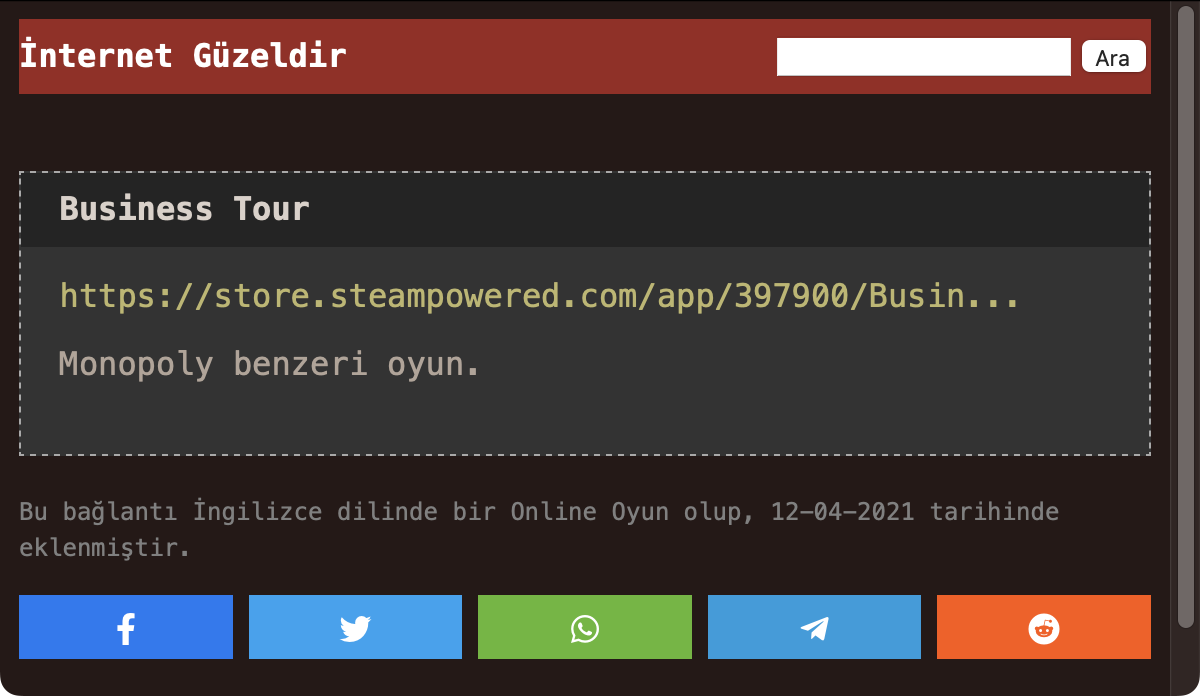 İnternet Güzeldir
Ara
Business Tour
https://store.steampowered.com/app/397900/Busin...
Monopoly benzeri oyun.
Bu bağlantı İngilizce dilinde bir Online Oyun olup, 12-04-2021 tarihinde
eklenmiştir.